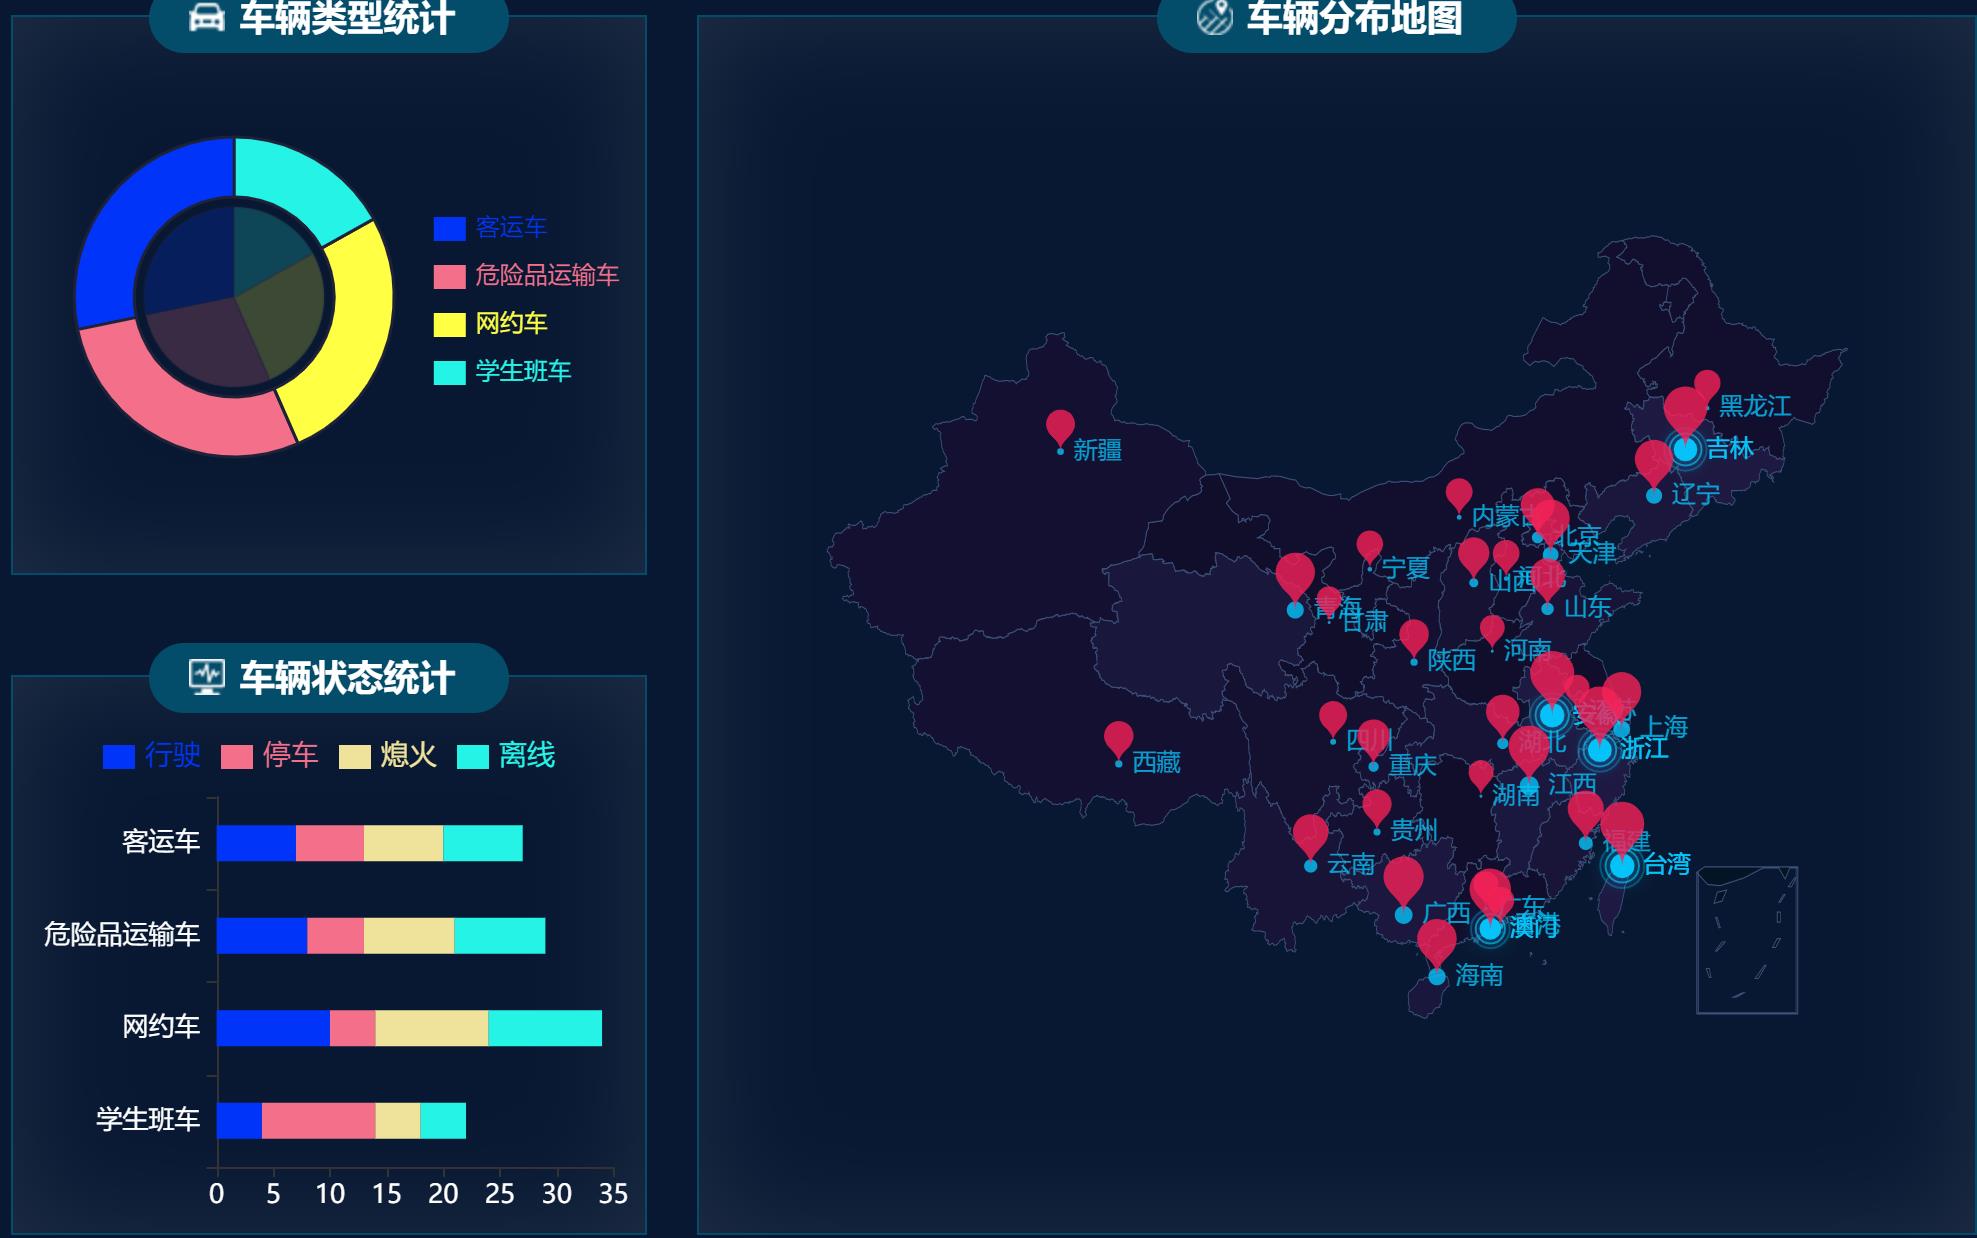 车辆类型统计
客运车
危险品运输车
网约车
学生班车
车辆状态统计
行驶 停车 熄火 离线
客运车
危险品运输车
网约车
学生班车
0 5 10 15 20 25 30 35
车辆分布地图
黑龙江
吉林
新疆
辽宁
内蒙古
北京
天津
宁夏
山西
河北
青海
山东
甘肃
河南
陕西
安徽
上海
四川
湖北
浙江
西藏
重庆
江西
湖南
贵州
福建
云南
台湾
广西
广东
澳门
海南